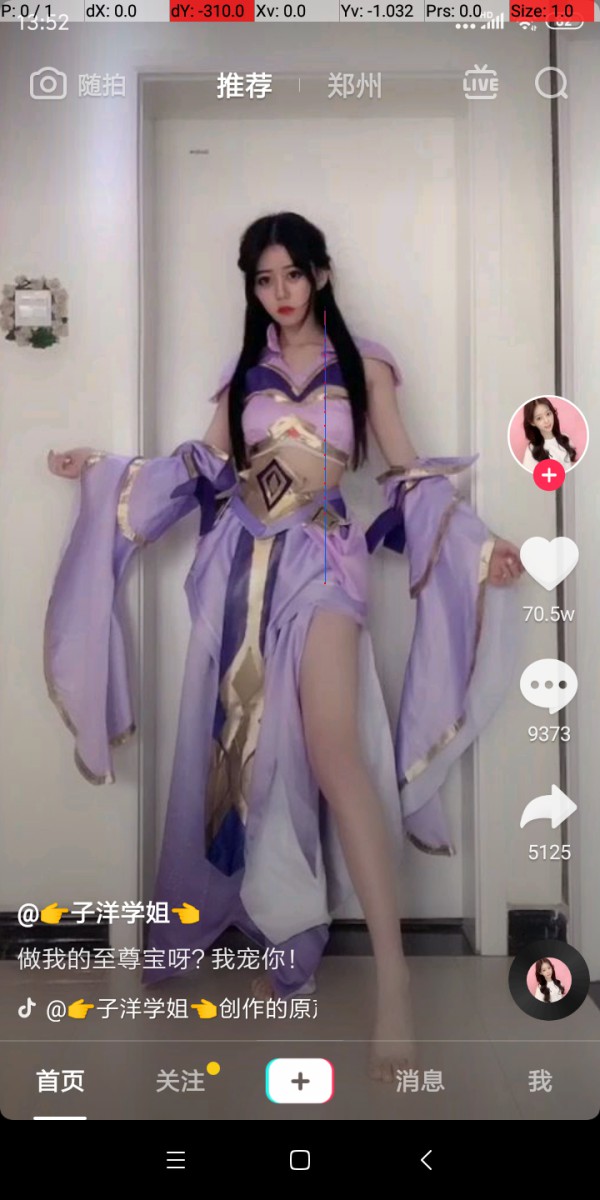 P: 0 / 1 dX: 0.0 dY: -310.0 Xv: 0.0 Yv: -1.032 Prs: 0.0 Size: 1.0
13:52
随拍 推荐 郑州 LIVE
70.5w
9373
5125
@👉子洋学姐👈
做我的至尊宝呀? 我宠你!
@👉子洋学姐👈创作的原
首页 关注 消息 我